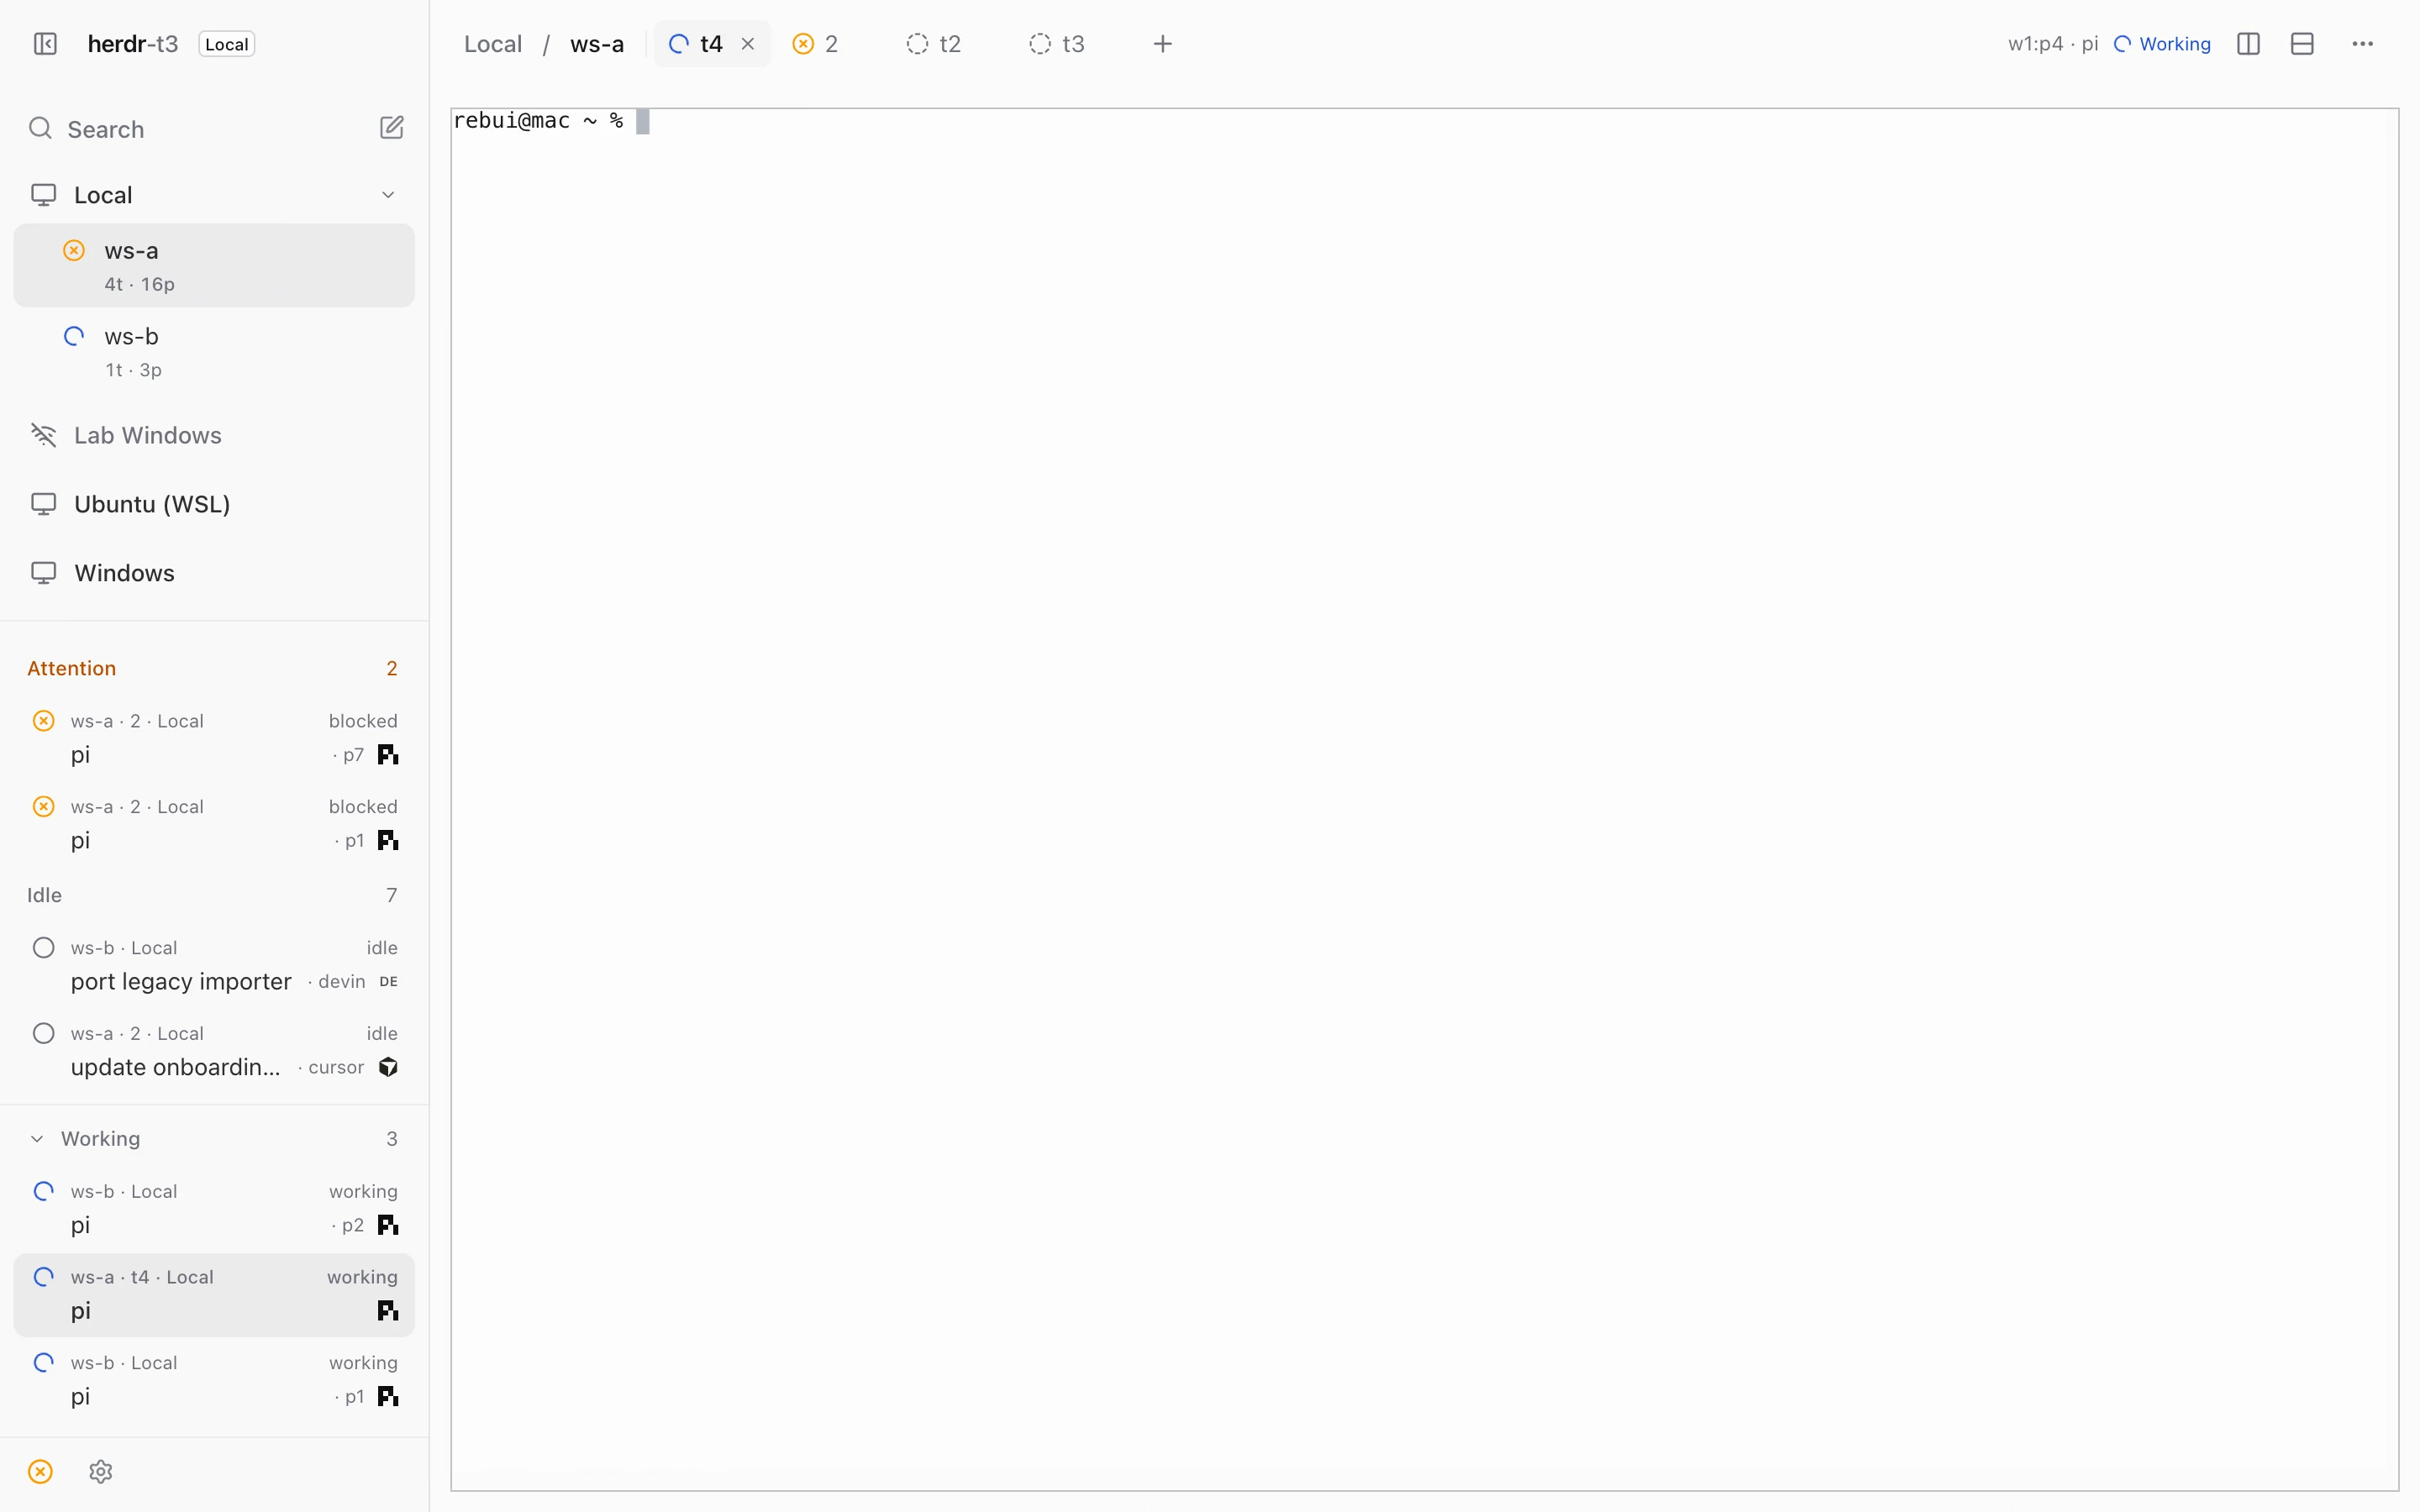 herdr-t3 Local
Search
Local
ws-a
4t · 16p
ws-b
1t · 3p
Lab Windows
Ubuntu (WSL)
Windows
Attention 2
ws-a · 2 · Local blocked
pi · p7
ws-a · 2 · Local blocked
pi · p1
Idle 7
ws-b · Local idle
port legacy importer · devin DE
ws-a · 2 · Local idle
update onboardin... · cursor
Working 3
ws-b · Local working
pi · p2
ws-a · t4 · Local working
pi
ws-b · Local working
pi · p1
Local / ws-a t4 2 t2 t3 w1:p4 · pi Working
rebui@mac ~ %